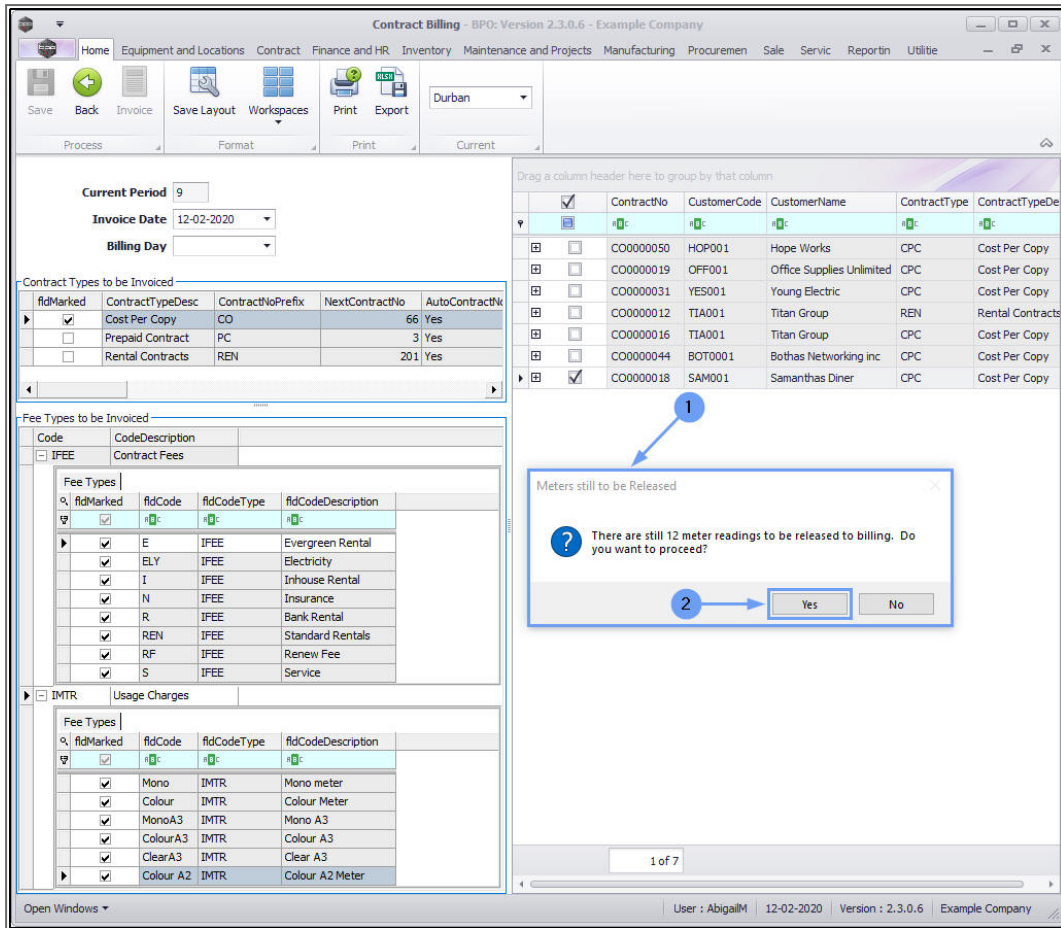 Contract Billing - BPO: Version 2.3.0.6 - Example Company
BPO
Home Equipment and Locations Contract Finance and HR Inventory Maintenance and Projects Manufacturing Procuremen Sale Servic Reportin Utilitie
XLSX
Save Back Invoice Save Layout Workspaces Print Export Durban
Process Format Print Current
Current Period 9
Invoice Date 12-02-2020
Billing Day
Contract Types to be Invoiced
fldMarked ContractTypeDesc ContractNoPrefix NextContractNo AutoContractNo
Cost Per Copy CO 66 Yes
Prepaid Contract PC 3 Yes
Rental Contracts REN 201 Yes
Fee Types to be Invoiced
Code CodeDescription
IFEE Contract Fees
Fee Types
fldMarked fldCode fldCodeType fldCodeDescription
ABC ABC ABC
E IFEE Evergreen Rental
ELY IFEE Electricity
I IFEE Inhouse Rental
N IFEE Insurance
R IFEE Bank Rental
REN IFEE Standard Rentals
RF IFEE Renew Fee
S IFEE Service
IMTR Usage Charges
Fee Types
fldMarked fldCode fldCodeType fldCodeDescription
ABC ABC ABC
Mono IMTR Mono meter
Colour IMTR Colour Meter
MonoA3 IMTR Mono A3
ColourA3 IMTR Colour A3
ClearA3 IMTR Clear A3
Colour A2 IMTR Colour A2 Meter
Drag a column header here to group by that column
ContractNo CustomerCode CustomerName ContractType ContractTypeDe
ABC ABC ABC ABC ABC
CO0000050 HOP001 Hope Works CPC Cost Per Copy
CO0000019 OFF001 Office Supplies Unlimited CPC Cost Per Copy
CO0000031 YES001 Young Electric CPC Cost Per Copy
CO0000012 TIA001 Titan Group REN Rental Contracts
CO0000016 TIA001 Titan Group CPC Cost Per Copy
CO0000044 BOT0001 Bothas Networking inc CPC Cost Per Copy
CO0000018 SAM001 Samanthas Diner CPC Cost Per Copy
1
Meters still to be Released
There are still 12 meter readings to be released to billing. Do
you want to proceed?
2 Yes No
1 of 7
Open Windows User : AbigailM 12-02-2020 Version : 2.3.0.6 Example Company